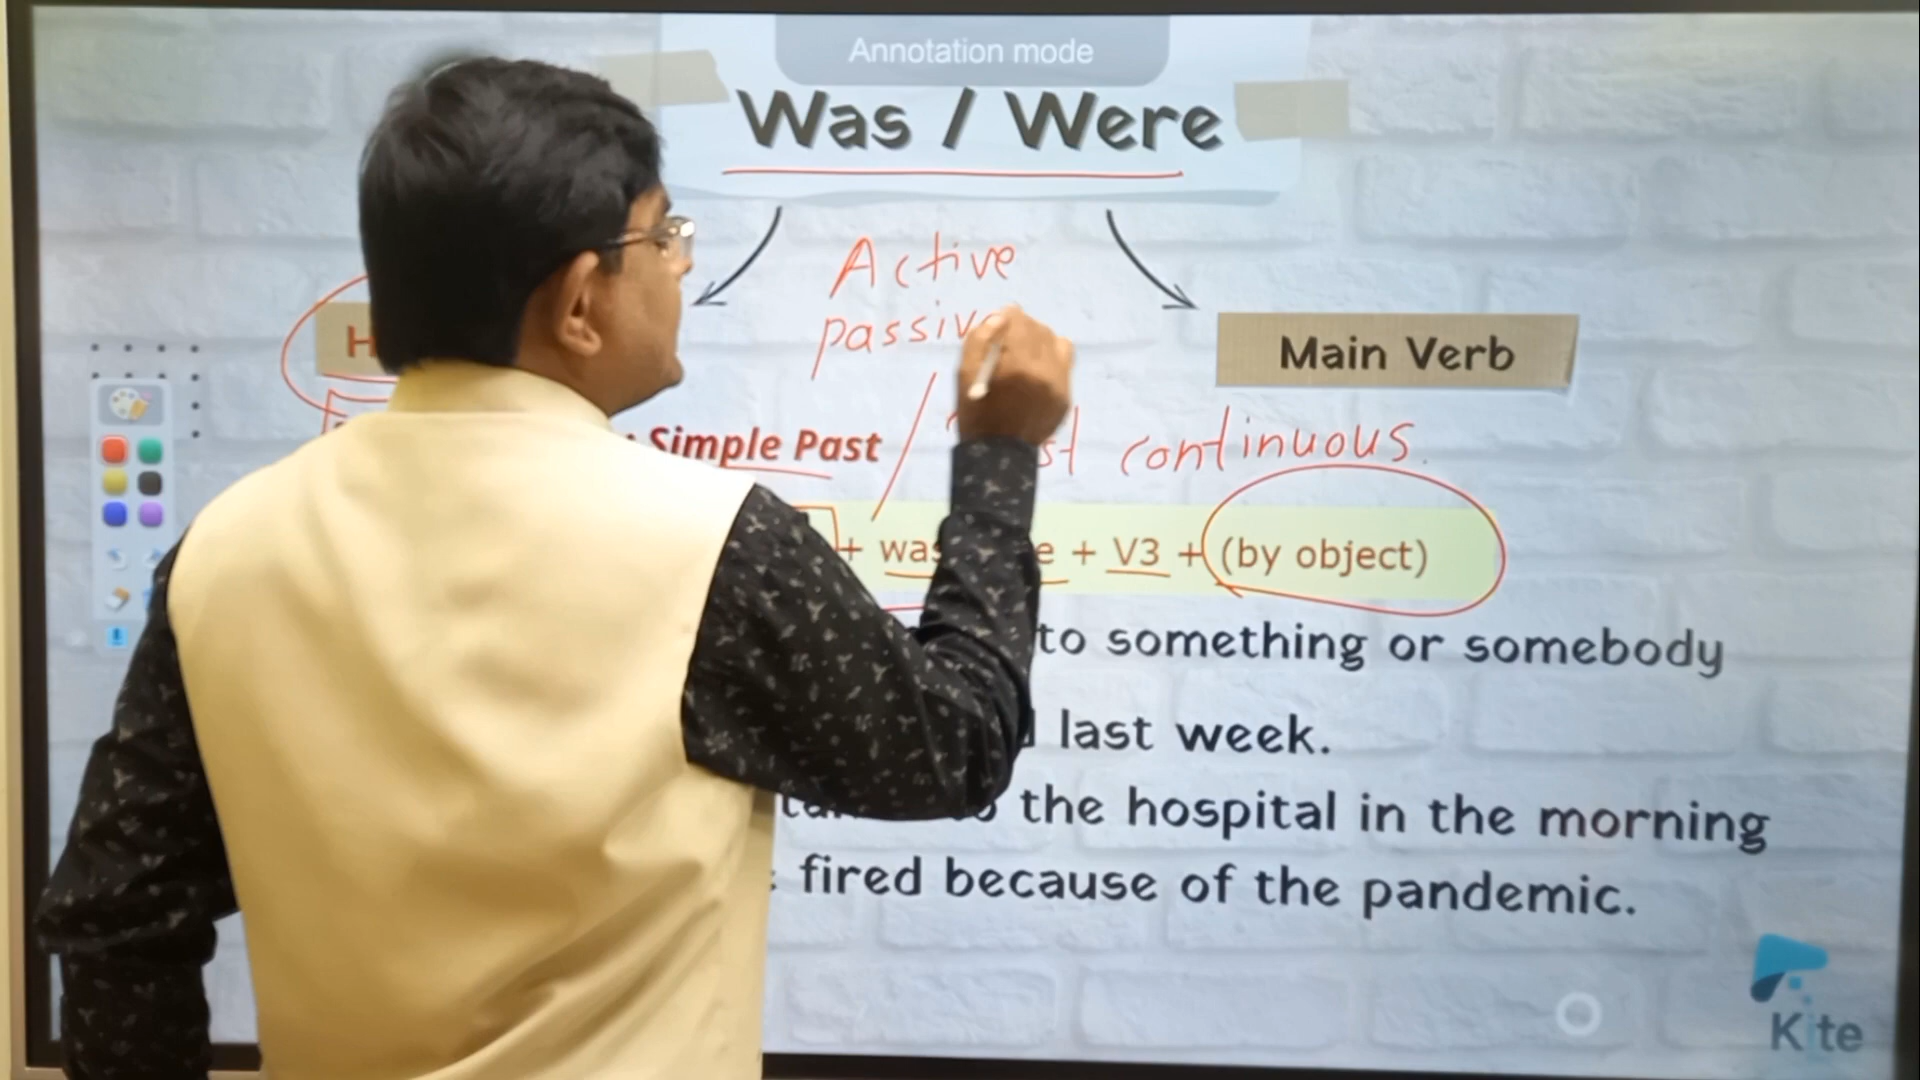 Annotation mode
Was / Were
Active
passive
Main Verb
Simple Past
continuous
+ was + V3 + (by object)
to something or somebody
last week.
to the hospital in the morning
fired because of the pandemic.
Kite